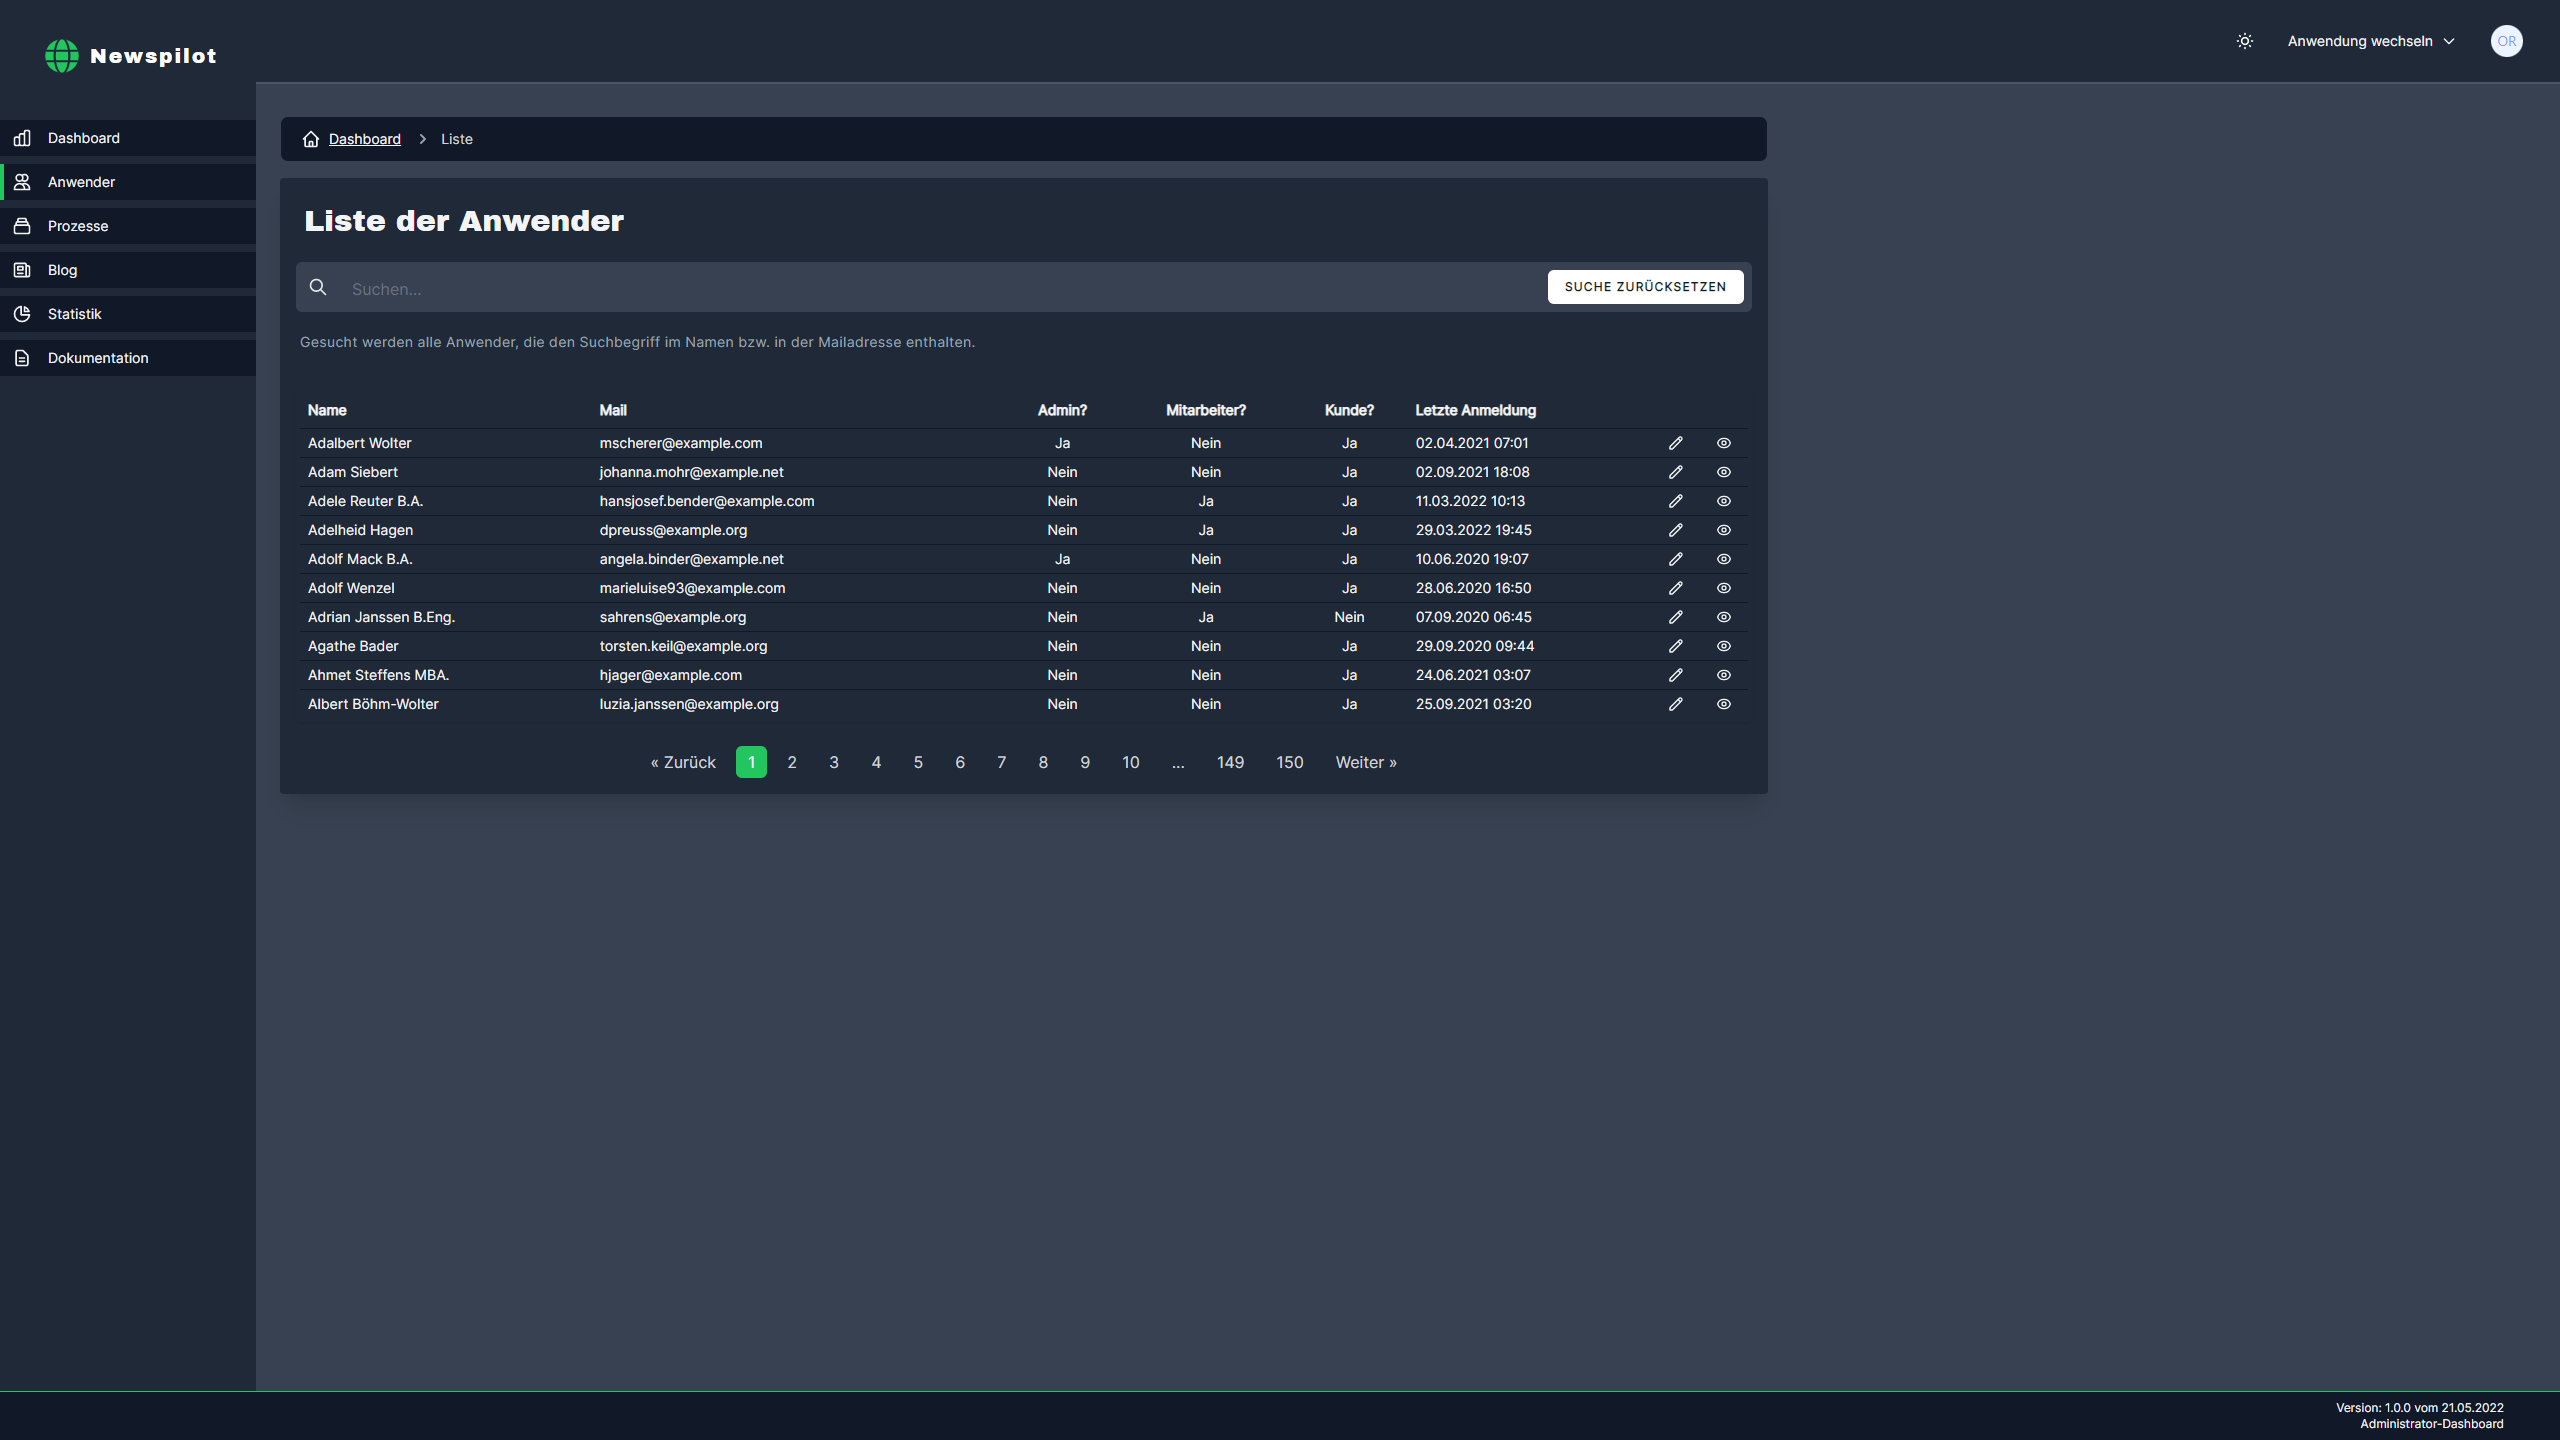 Newspilot
Anwendung wechseln
OR
Dashboard
Anwender
Prozesse
Blog
Statistik
Dokumentation
Dashboard Liste
Liste der Anwender
Suchen...
SUCHE ZURÜCKSETZEN
Gesucht werden alle Anwender, die den Suchbegriff im Namen bzw. in der Mailadresse enthalten.
Name Mail Admin? Mitarbeiter? Kunde? Letzte Anmeldung
Adalbert Wolter mscherer@example.com Ja Nein Ja 02.04.2021 07:01
Adam Siebert johanna.mohr@example.net Nein Nein Ja 02.09.2021 18:08
Adele Reuter B.A. hansjosef.bender@example.com Nein Ja Ja 11.03.2022 10:13
Adelheid Hagen dpreuss@example.org Nein Ja Ja 29.03.2022 19:45
Adolf Mack B.A. angela.binder@example.net Ja Nein Ja 10.06.2020 19:07
Adolf Wenzel marieluise93@example.com Nein Nein Ja 28.06.2020 16:50
Adrian Janssen B.Eng. sahrens@example.org Nein Ja Nein 07.09.2020 06:45
Agathe Bader torsten.keil@example.org Nein Nein Ja 29.09.2020 09:44
Ahmet Steffens MBA. hjager@example.com Nein Nein Ja 24.06.2021 03:07
Albert Böhm-Wolter luzia.janssen@example.org Nein Nein Ja 25.09.2021 03:20
« Zurück 1 2 3 4 5 6 7 8 9 10 ... 149 150 Weiter »
Version: 1.0.0 vom 21.05.2022
Administrator-Dashboard